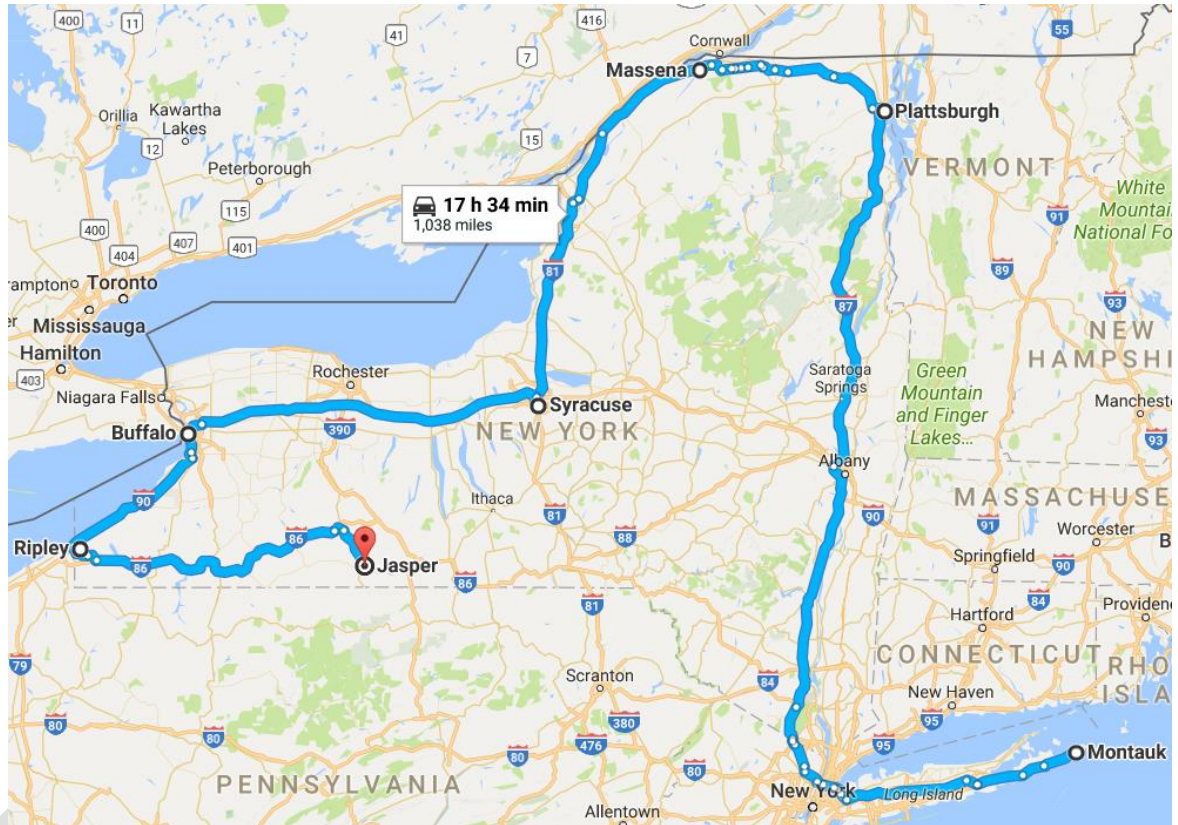 400
11
416
Cornwall
55
41
7
Massena
Orillia
Kawartha
Lakes
12
15
Plattsburgh
Peterborough
VERMONT
115
17 h 34 min
1,038 miles
White
Mountai
National Fo
91
400
407
401
404
81
89
rampton
Toronto
87
93
Mississauga
NEW
HAMPSHI
Hamilton
403
Rochester
Saratoga
Springs
Green
Mountain
and Finger
Lakes...
Niagara Falls
Syracuse
Manchest
Buffalo
390
NEW YORK
93
Albany
90
Ithaca
MASSACHUSE
81
90
91
Worcester
Ripley
86
88
Springfield
B
86
Jasper
86
90
81
84
Hartford
Providenc
79
CONNECTICUT
RHO
ISLA
Scranton
84
New Haven
80
380
95
80
476
95
Montauk
80
80
PENNSYLVANIA
New York
Long Island
Allentown